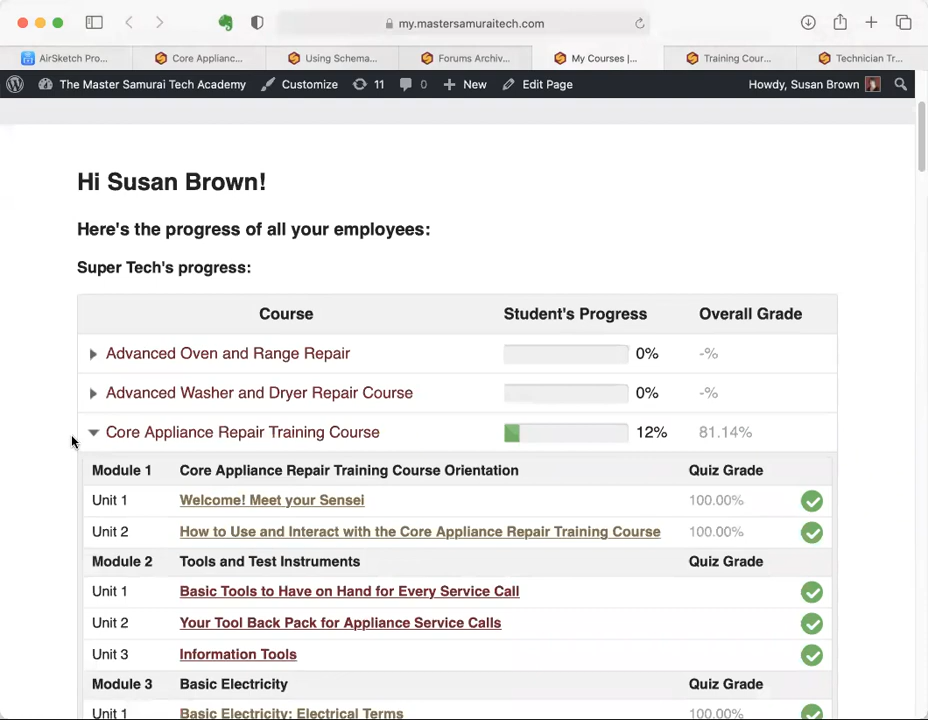 my.mastersamuraitech.com
AirSketch Pro...
Core Applianc...
Using Schema...
Forums Archiv...
My Courses |...
Training Cour...
Technician Tr...
The Master Samurai Tech Academy
Customize
11
0
New
Edit Page
Howdy, Susan Brown
Hi Susan Brown!
Here's the progress of all your employees:
Super Tech's progress:
Course Student's Progress Overall Grade
Advanced Oven and Range Repair 0% -%
Advanced Washer and Dryer Repair Course 0% -%
Core Appliance Repair Training Course 12% 81.14%
Module 1 Core Appliance Repair Training Course Orientation Quiz Grade
Unit 1 Welcome! Meet your Sensei 100.00%
Unit 2 How to Use and Interact with the Core Appliance Repair Training Course 100.00%
Module 2 Tools and Test Instruments Quiz Grade
Unit 1 Basic Tools to Have on Hand for Every Service Call
Unit 2 Your Tool Back Pack for Appliance Service Calls
Unit 3 Information Tools
Module 3 Basic Electricity Quiz Grade
Unit 1 Basic Electricity: Electrical Terms 100.00%